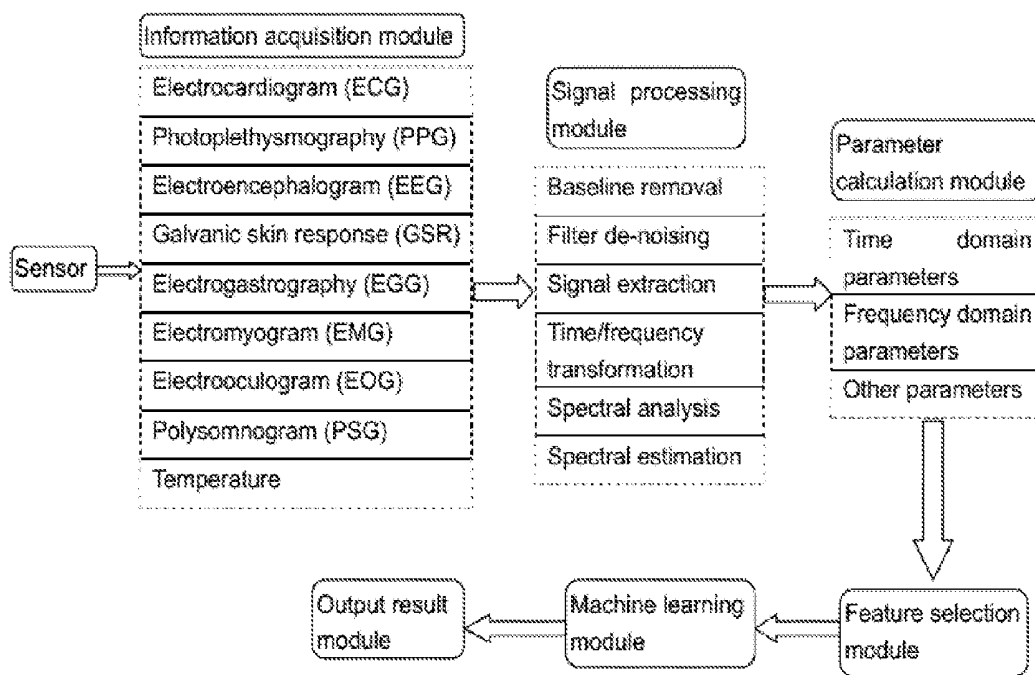 Information acquisition module
Electrocardiogram (ECG)
Photoplethysmography (PPG)
Electroencephalogram (EEG)
Galvanic skin response (GSR)
Electrogastrography (EGG)
Electromyogram (EMG)
Electrooculogram (EOG)
Polysomnogram (PSG)
Temperature
Sensor
Signal processing
module
Baseline removal
Filter de-noising
Signal extraction
Time/frequency
transformation
Spectral analysis
Spectral estimation
Parameter
calculation module
Time domain
parameters
Frequency domain
parameters
Other parameters
Feature selection
module
Machine learning
module
Output result
module